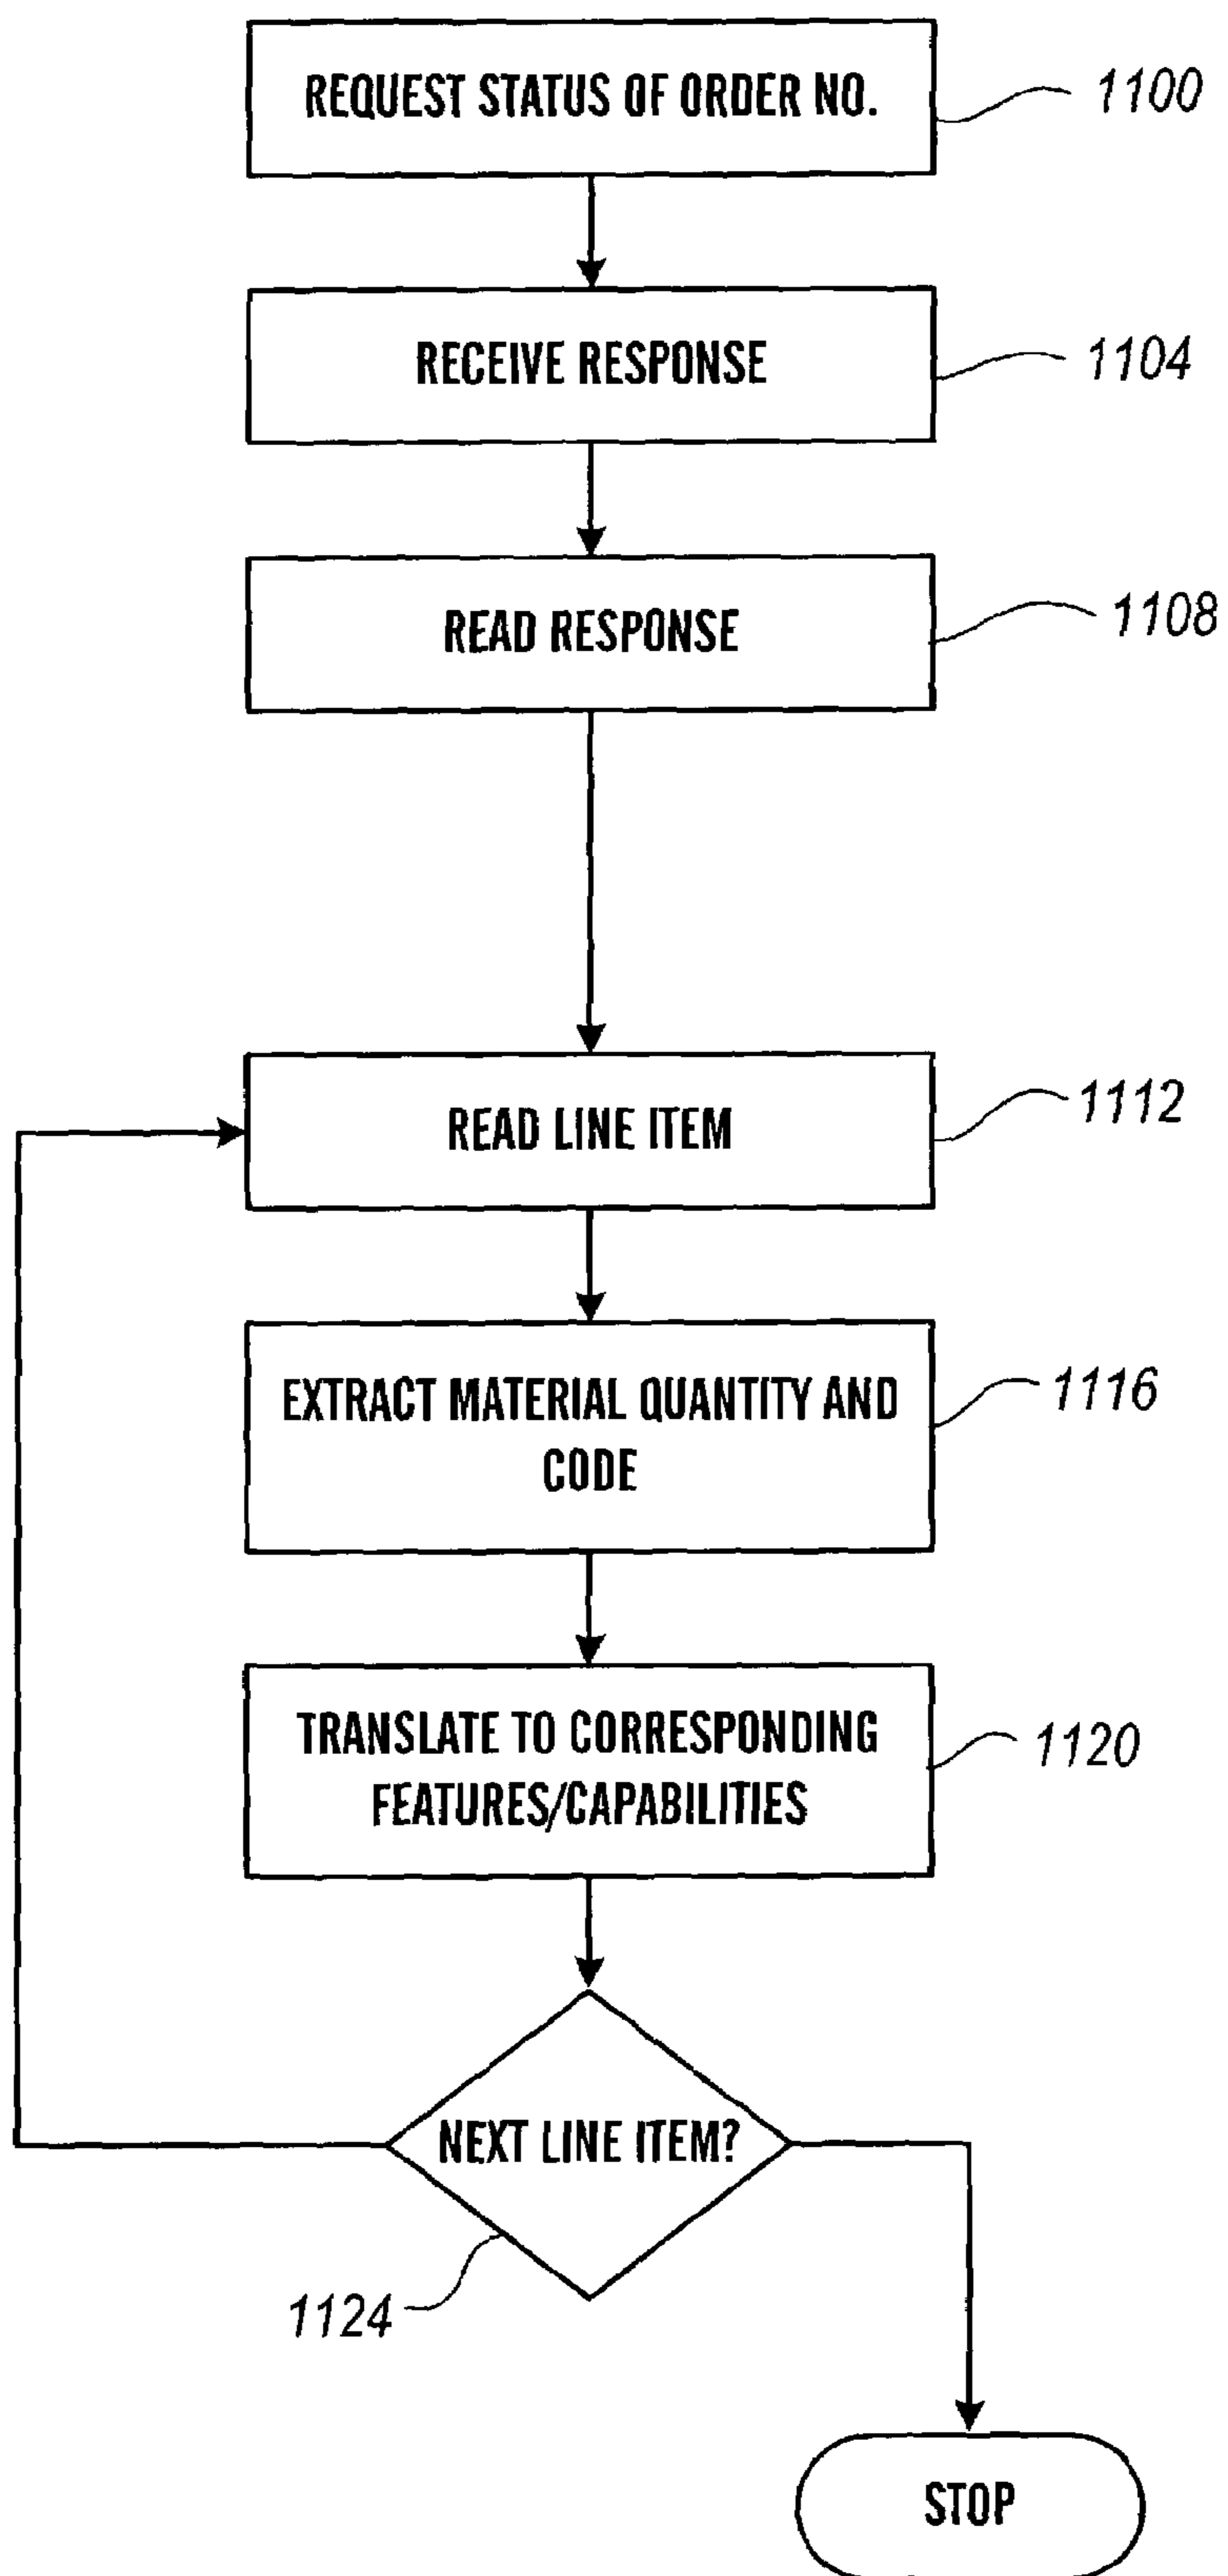 REQUEST STATUS OF ORDER NO.
1100
RECEIVE RESPONSE
1104
READ RESPONSE
1108
READ LINE ITEM
1112
EXTRACT MATERIAL QUANTITY AND
CODE
1116
TRANSLATE TO CORRESPONDING
FEATURES/CAPABILITIES
1120
NEXT LINE ITEM?
1124
STOP